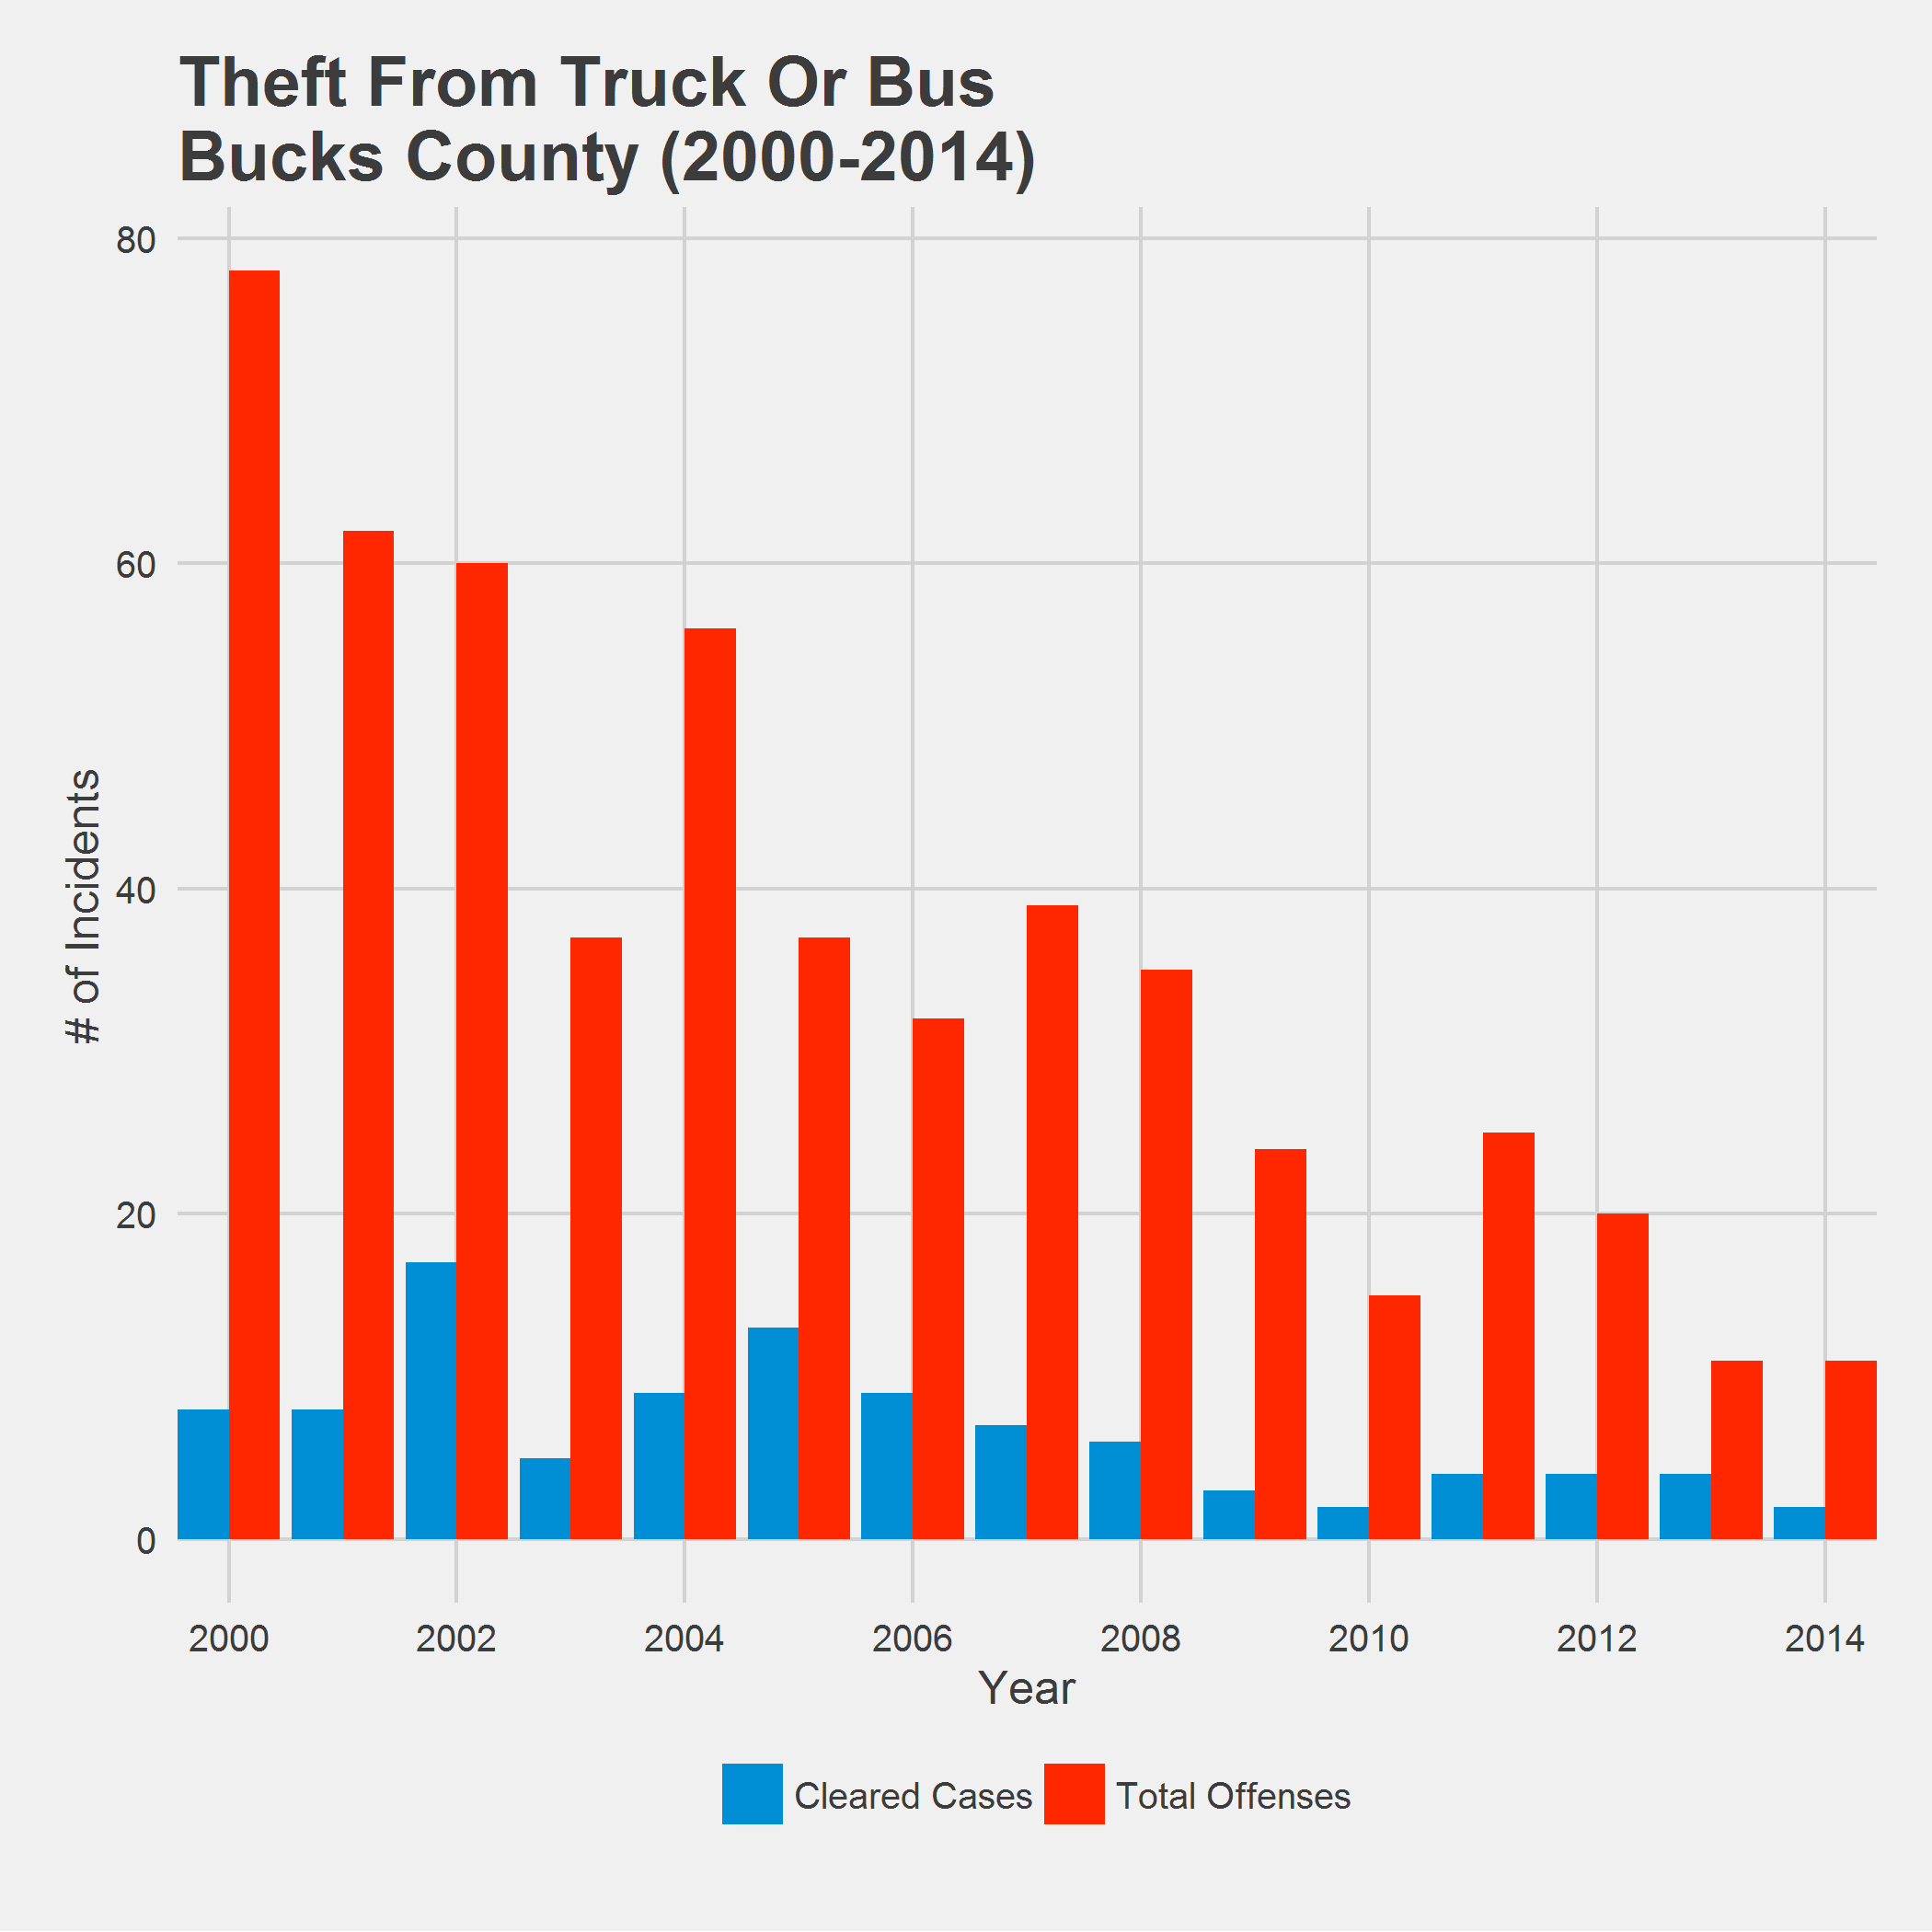 Theft From Truck Or Bus
Bucks County (2000-2014)
80
60
40
20
0
# of Incidents
2000 2002 2004 2006 2008 2010 2012 2014
Year
Cleared Cases Total Offenses